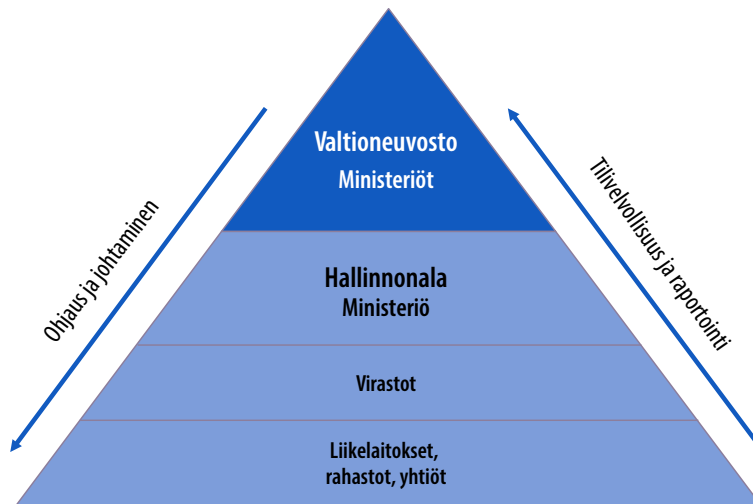 Valtioneuvosto
Ministeriöt
Ohjaus ja johtaminen
Tilivelvollisuus ja raportointi
Hallinnonala
Ministeriö
Virastot
Liikelaitokset,
rahastot, yhtiöt